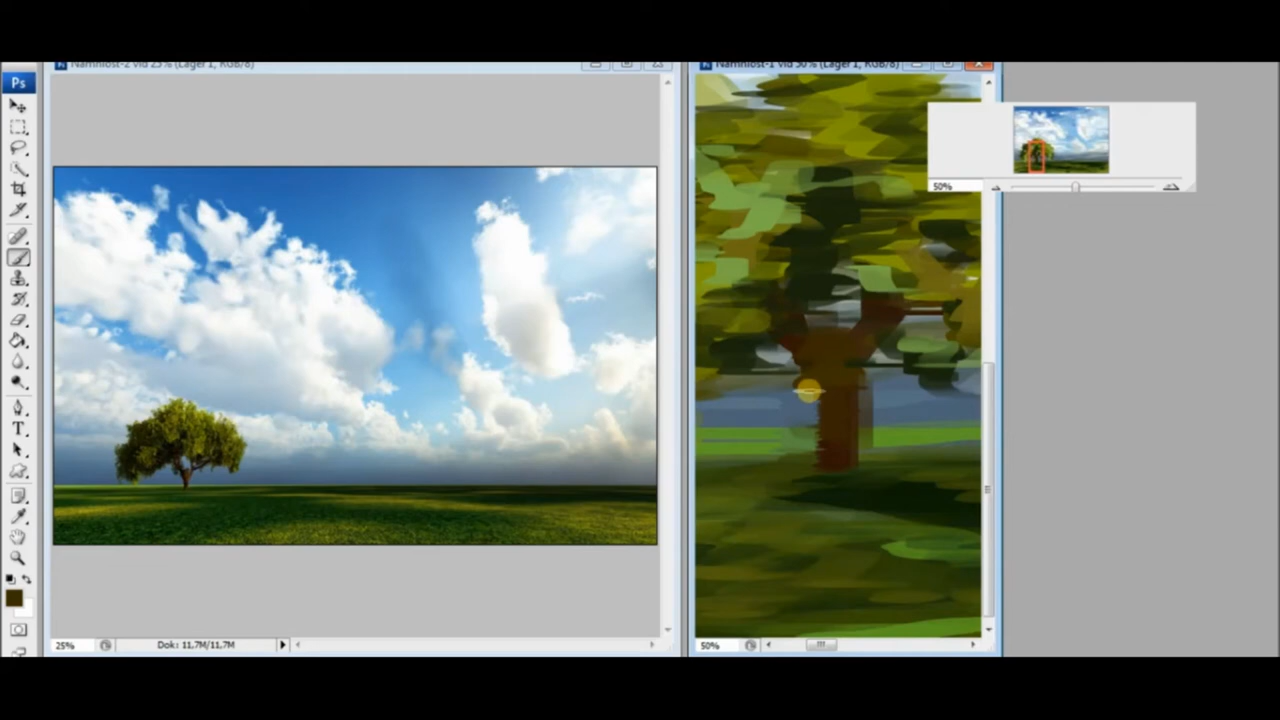 Namnlöst-2 vid 25% (Lager 1, RGB/8)
Namnlöst-1 vid 50% (Lager 1, RGB/8)
Ps
50%
T
25%
Dok: 11,7M/11,7M
50%